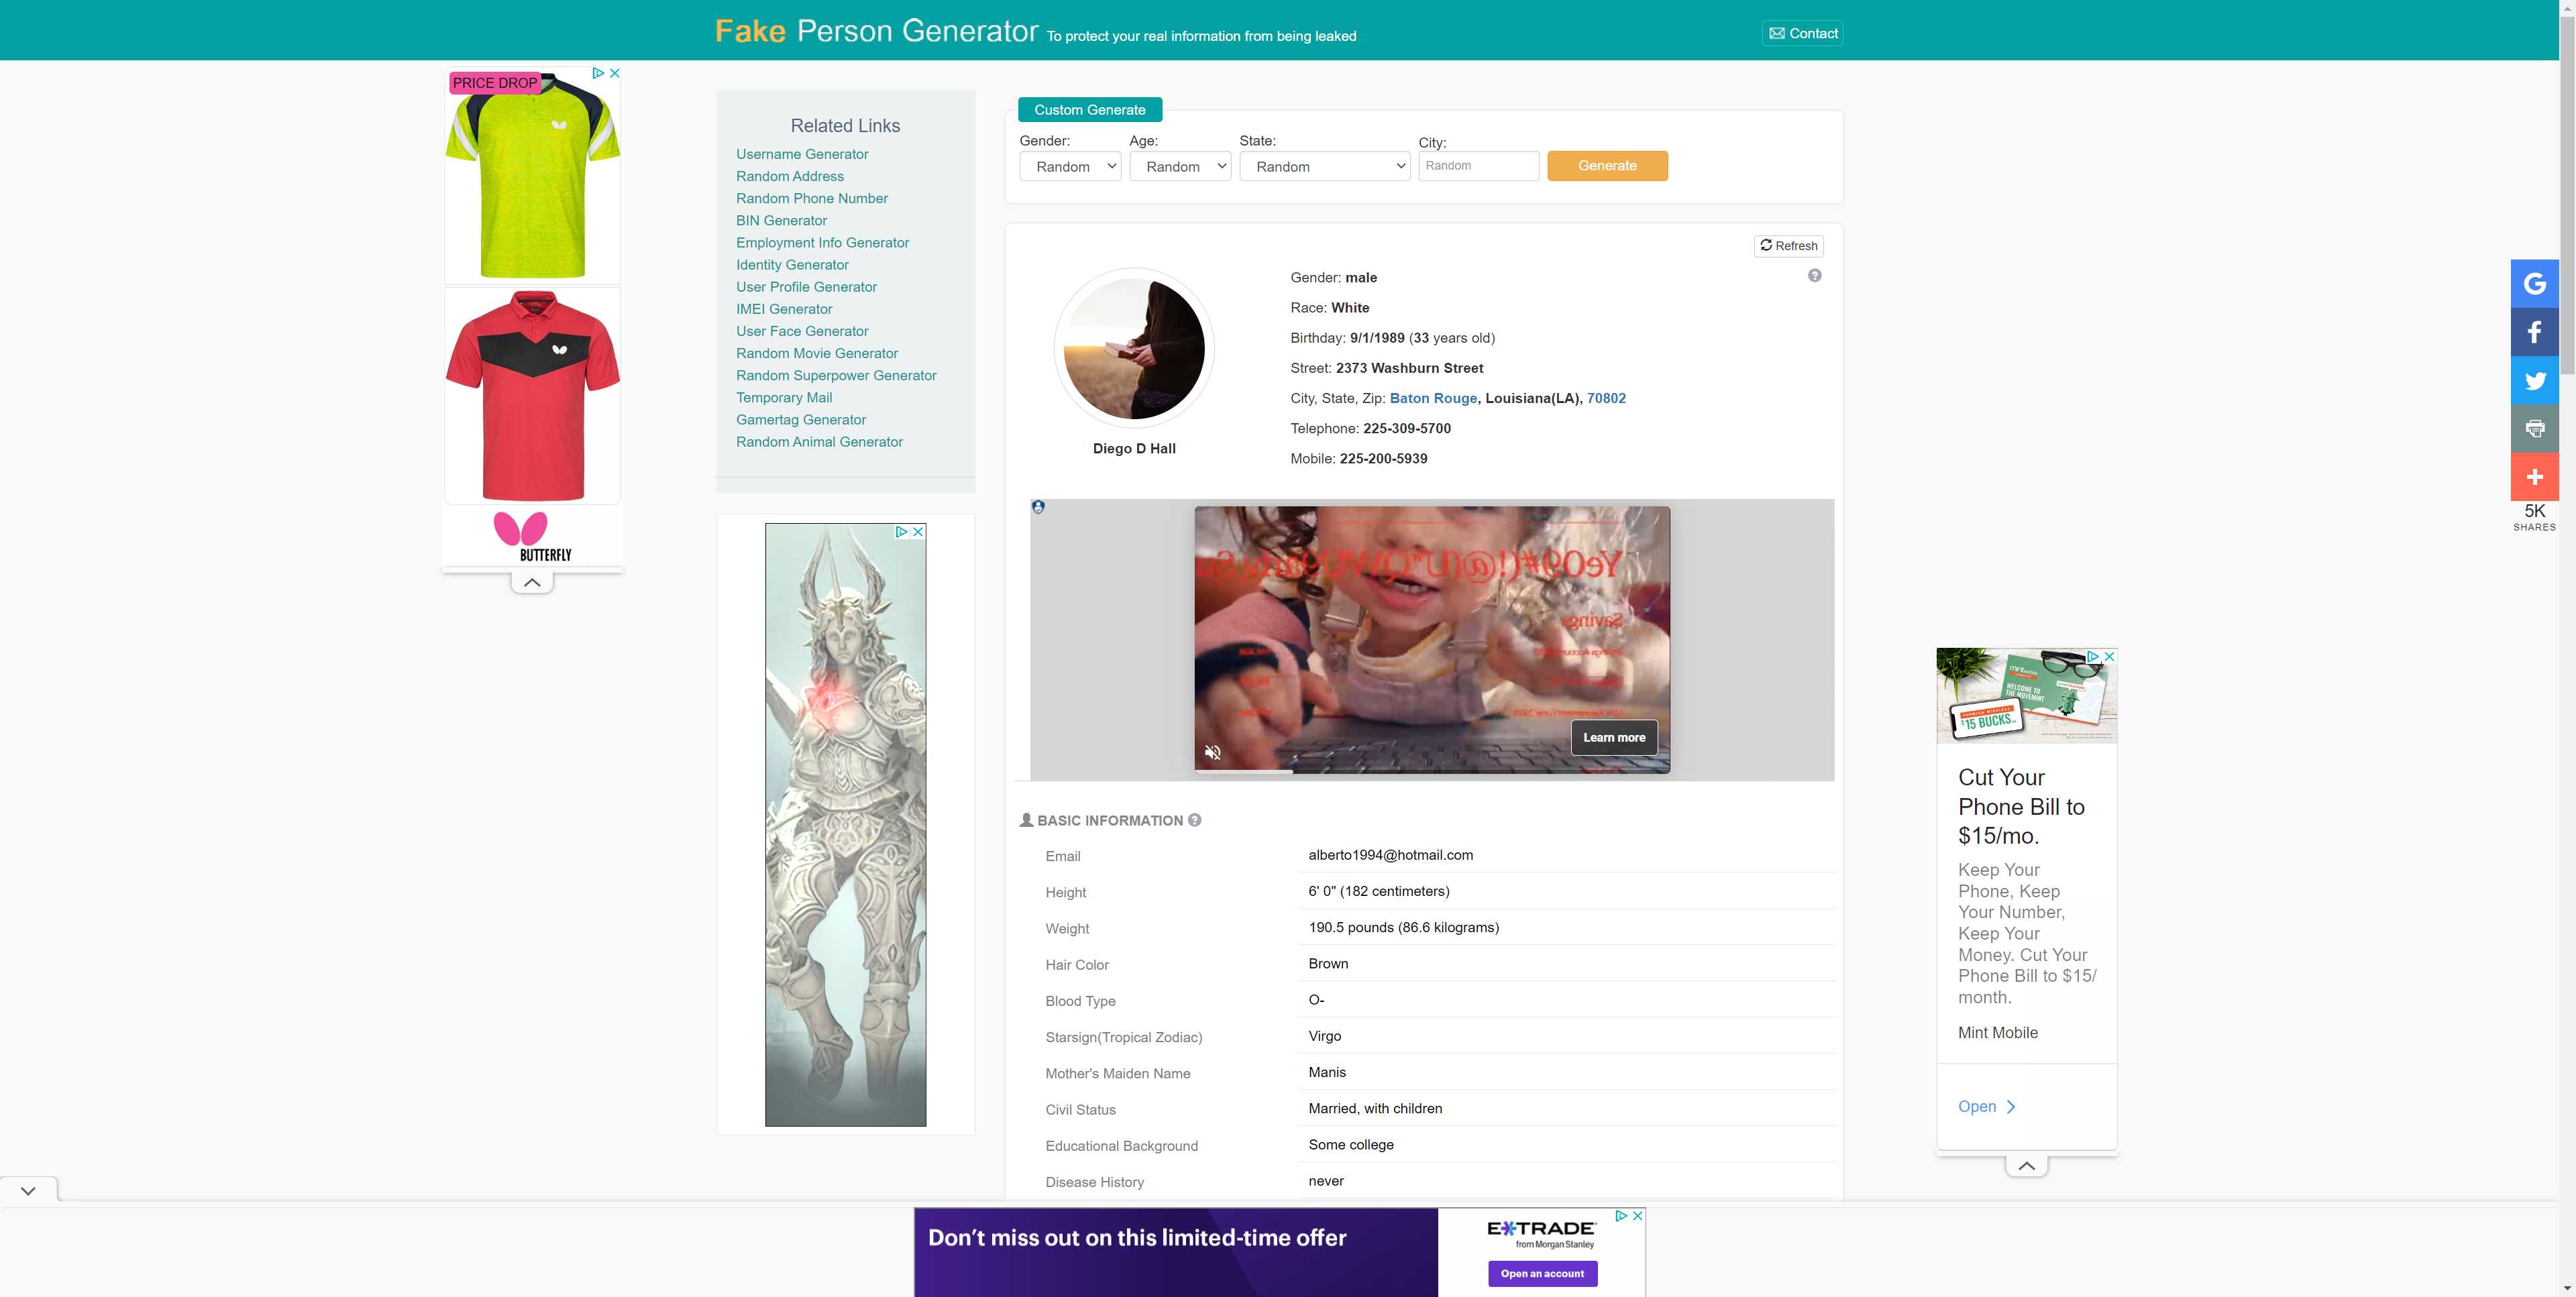 Fake Person Generator To protect your real information from being leaked
Contact
PRICE DROP
BUTTERFLY
Related Links
Username Generator
Random Address
Random Phone Number
BIN Generator
Employment Info Generator
Identity Generator
User Profile Generator
IMEI Generator
User Face Generator
Random Movie Generator
Random Superpower Generator
Temporary Mail
Gamertag Generator
Random Animal Generator
Custom Generate
Gender: Age: State: City:
Random Random Random Random Generate
Refresh
Diego D Hall
Gender: male
Race: White
Birthday: 9/1/1989 (33 years old)
Street: 2373 Washburn Street
City, State, Zip: Baton Rouge, Louisiana(LA), 70802
Telephone: 225-309-5700
Mobile: 225-200-5939
Savings
Learn more
BASIC INFORMATION
Email alberto1994@hotmail.com
Height 6' 0" (182 centimeters)
Weight 190.5 pounds (86.6 kilograms)
Hair Color Brown
Blood Type O-
Starsign(Tropical Zodiac) Virgo
Mother's Maiden Name Manis
Civil Status Married, with children
Educational Background Some college
Disease History never
5K
SHARES
WELCOME TO
THE MOVEMINT
$15 BUCKS
Cut Your
Phone Bill to
$15/mo.
Keep Your
Phone, Keep
Your Number,
Keep Your
Money. Cut Your
Phone Bill to $15/
month.
Mint Mobile
Open
Don't miss out on this limited-time offer
E*TRADE
from Morgan Stanley
Open an account